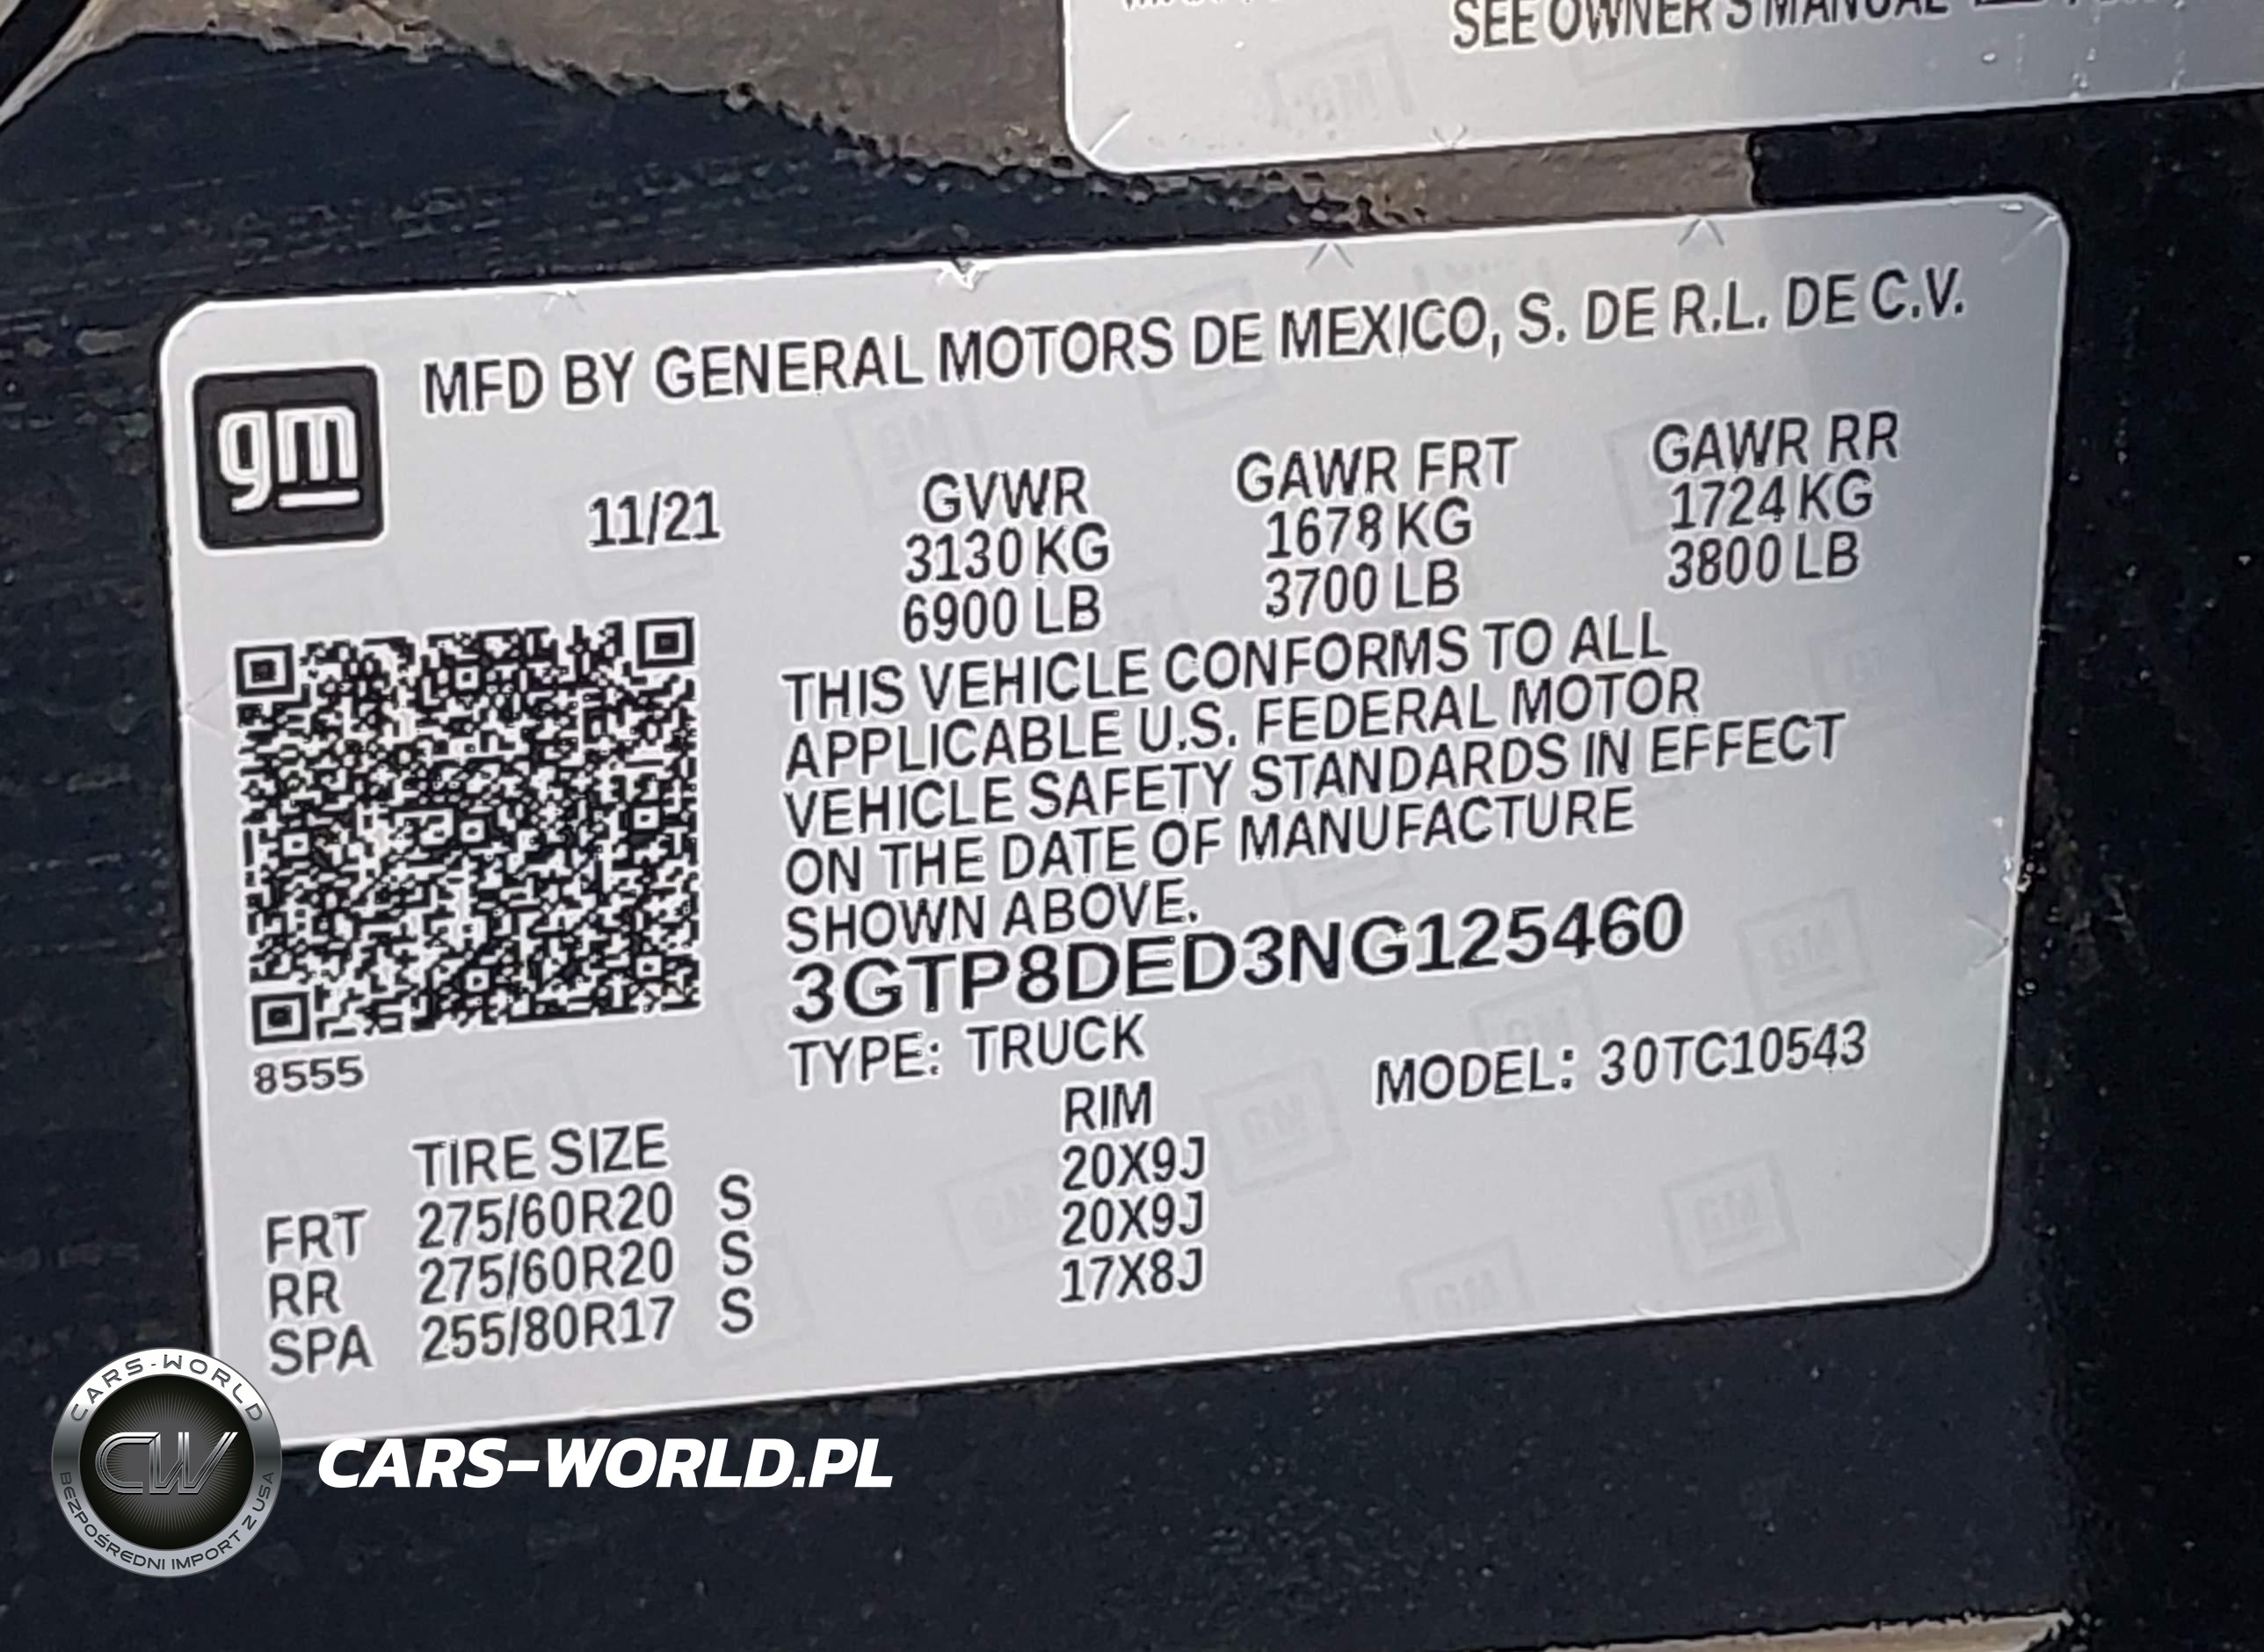 SEE OWNER'S MANUAL
MFD BY GENERAL MOTORS DE MEXICO, S. DE R.L. DE C.V.
gm
11/21 GVWR GAWR FRT GAWR RR
3130 KG 1678 KG 1724 KG
6900 LB 3700 LB 3800 LB
THIS VEHICLE CONFORMS TO ALL
APPLICABLE U.S. FEDERAL MOTOR
VEHICLE SAFETY STANDARDS IN EFFECT
ON THE DATE OF MANUFACTURE
SHOWN ABOVE.
3GTP8DED3NG125460
8555
TYPE: TRUCK MODEL: 30TC10543
TIRE SIZE RIM
FRT 275/60R20 S 20X9J
RR 275/60R20 S 20X9J
SPA 255/80R17 S 17X8J
CARS-WORLD
CW
BEZPOŚREDNI IMPORT Z USA
CARS-WORLD.PL